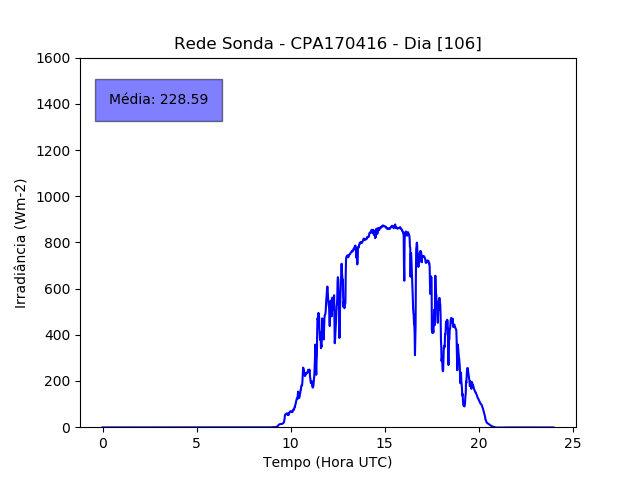 Rede Sonda - CPA170416 - Dia [106]
1600
1400
1200
1000
800
600
400
200
0
Irradiância (Wm-2)
Média: 228.59
0 5 10 15 20 25
Tempo (Hora UTC)